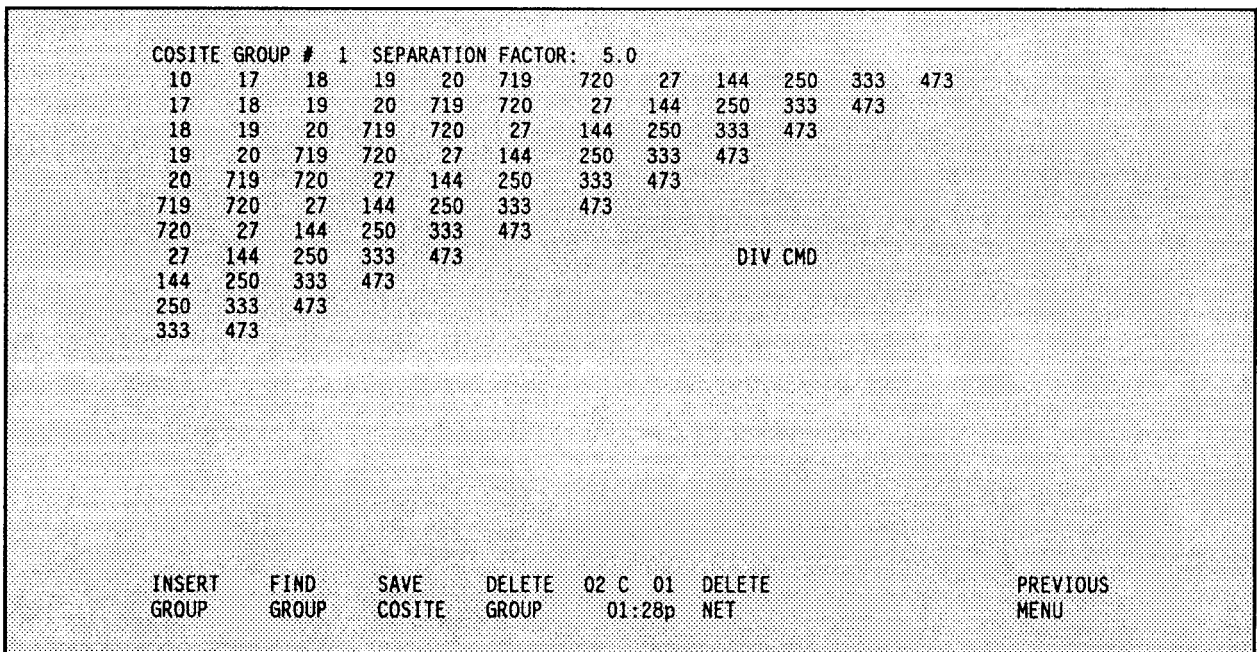 COSITE GROUP # 1 SEPARATION FACTOR: 5.0
10 17 18 19 20 719 720 27 144 250 333 473
17 18 19 20 719 720 27 144 250 333 473
18 19 20 719 720 27 144 250 333 473
19 20 719 720 27 144 250 333 473
20 719 720 27 144 250 333 473
719 720 27 144 250 333 473
720 27 144 250 333 473
27 144 250 333 473 DIV CMD
144 250 333 473
250 333 473
333 473
INSERT FIND SAVE DELETE 02 C 01 DELETE PREVIOUS
GROUP GROUP COSITE GROUP 01:28p NET MENU